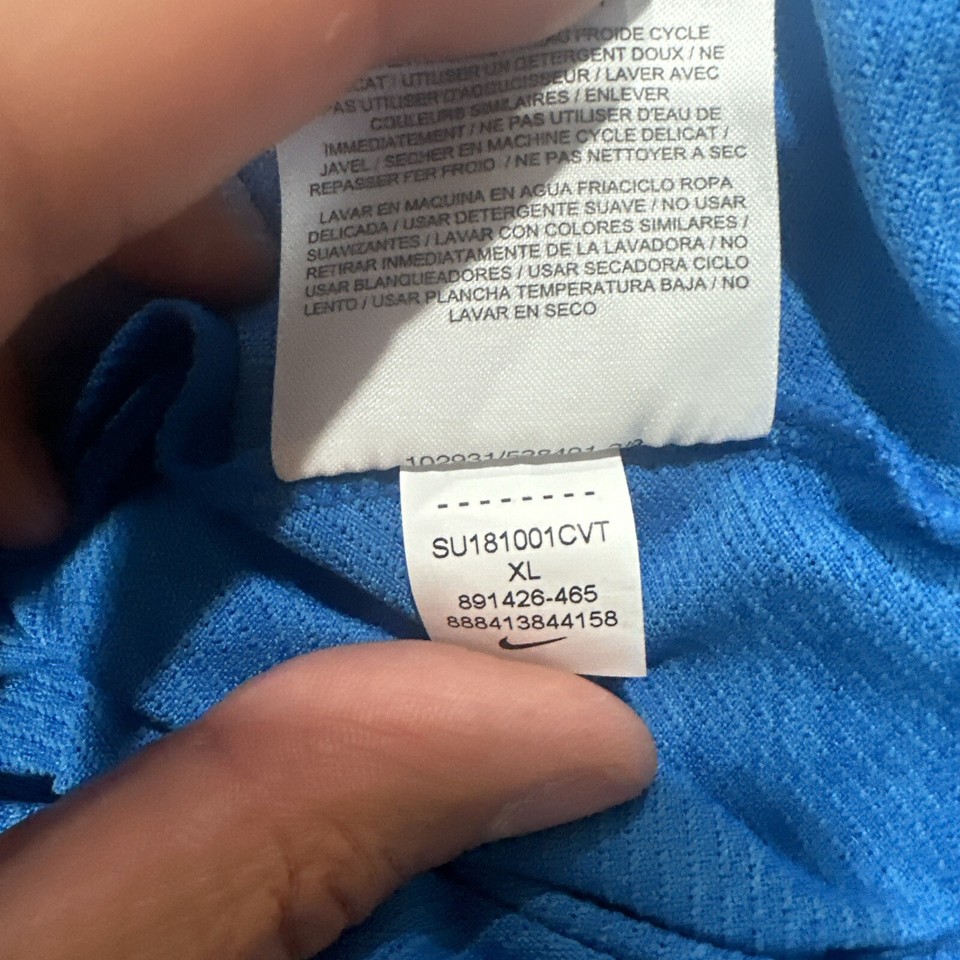 FROIDE CYCLE
UTILISER UN DETERGENT DOUX / NE
PAS UTILISER D'ADOUCISSEUR / LAVER AVEC
COULEURS SIMILAIRES / ENLEVER
IMMEDIATEMENT / NE PAS UTILISER D'EAU DE
JAVEL / SECHER EN MACHINE CYCLE DELICAT /
REPASSER FER FROID / NE PAS NETTOYER A SEC
LAVAR EN MAQUINA EN AGUA FRIACICLO ROPA
DELICADA / USAR DETERGENTE SUAVE / NO USAR
SUAVIZANTES / LAVAR CON COLORES SIMILARES /
RETIRAR INMEDIATAMENTE DE LA LAVADORA / NO
USAR BLANQUEADORES / USAR SECADORA CICLO
LENTO / USAR PLANCHA TEMPERATURA BAJA / NO
LAVAR EN SECO
--------
SU181001CVT
XL
891426-465
888413844158